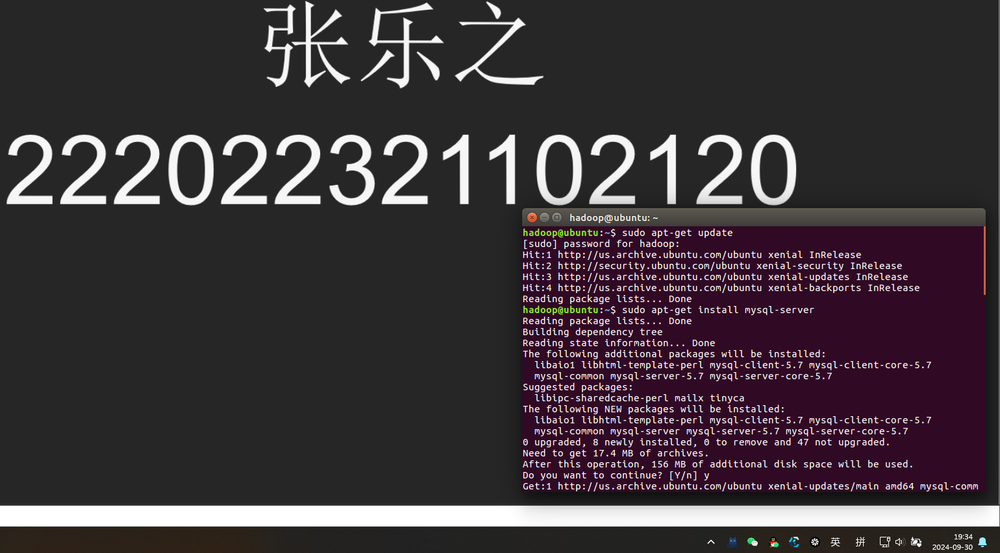 张乐之
222022321102120
hadoop@ubuntu: ~
hadoop@ubuntu:~$ sudo apt-get update
[sudo] password for hadoop:
Hit:1 http://us.archive.ubuntu.com/ubuntu xenial InRelease
Hit:2 http://security.ubuntu.com/ubuntu xenial-security InRelease
Hit:3 http://us.archive.ubuntu.com/ubuntu xenial-updates InRelease
Hit:4 http://us.archive.ubuntu.com/ubuntu xenial-backports InRelease
Reading package lists... Done
hadoop@ubuntu:~$ sudo apt-get install mysql-server
Reading package lists... Done
Building dependency tree
Reading state information... Done
The following additional packages will be installed:
  libaio1 libhtml-template-perl mysql-client-5.7 mysql-client-core-5.7
  mysql-common mysql-server-5.7 mysql-server-core-5.7
Suggested packages:
  libipc-sharedcache-perl mailx tinyca
The following NEW packages will be installed:
  libaio1 libhtml-template-perl mysql-client-5.7 mysql-client-core-5.7
  mysql-common mysql-server mysql-server-5.7 mysql-server-core-5.7
0 upgraded, 8 newly installed, 0 to remove and 47 not upgraded.
Need to get 17.4 MB of archives.
After this operation, 156 MB of additional disk space will be used.
Do you want to continue? [Y/n] y
Get:1 http://us.archive.ubuntu.com/ubuntu xenial-updates/main amd64 mysql-comm
英 拼 19:34
2024-09-30